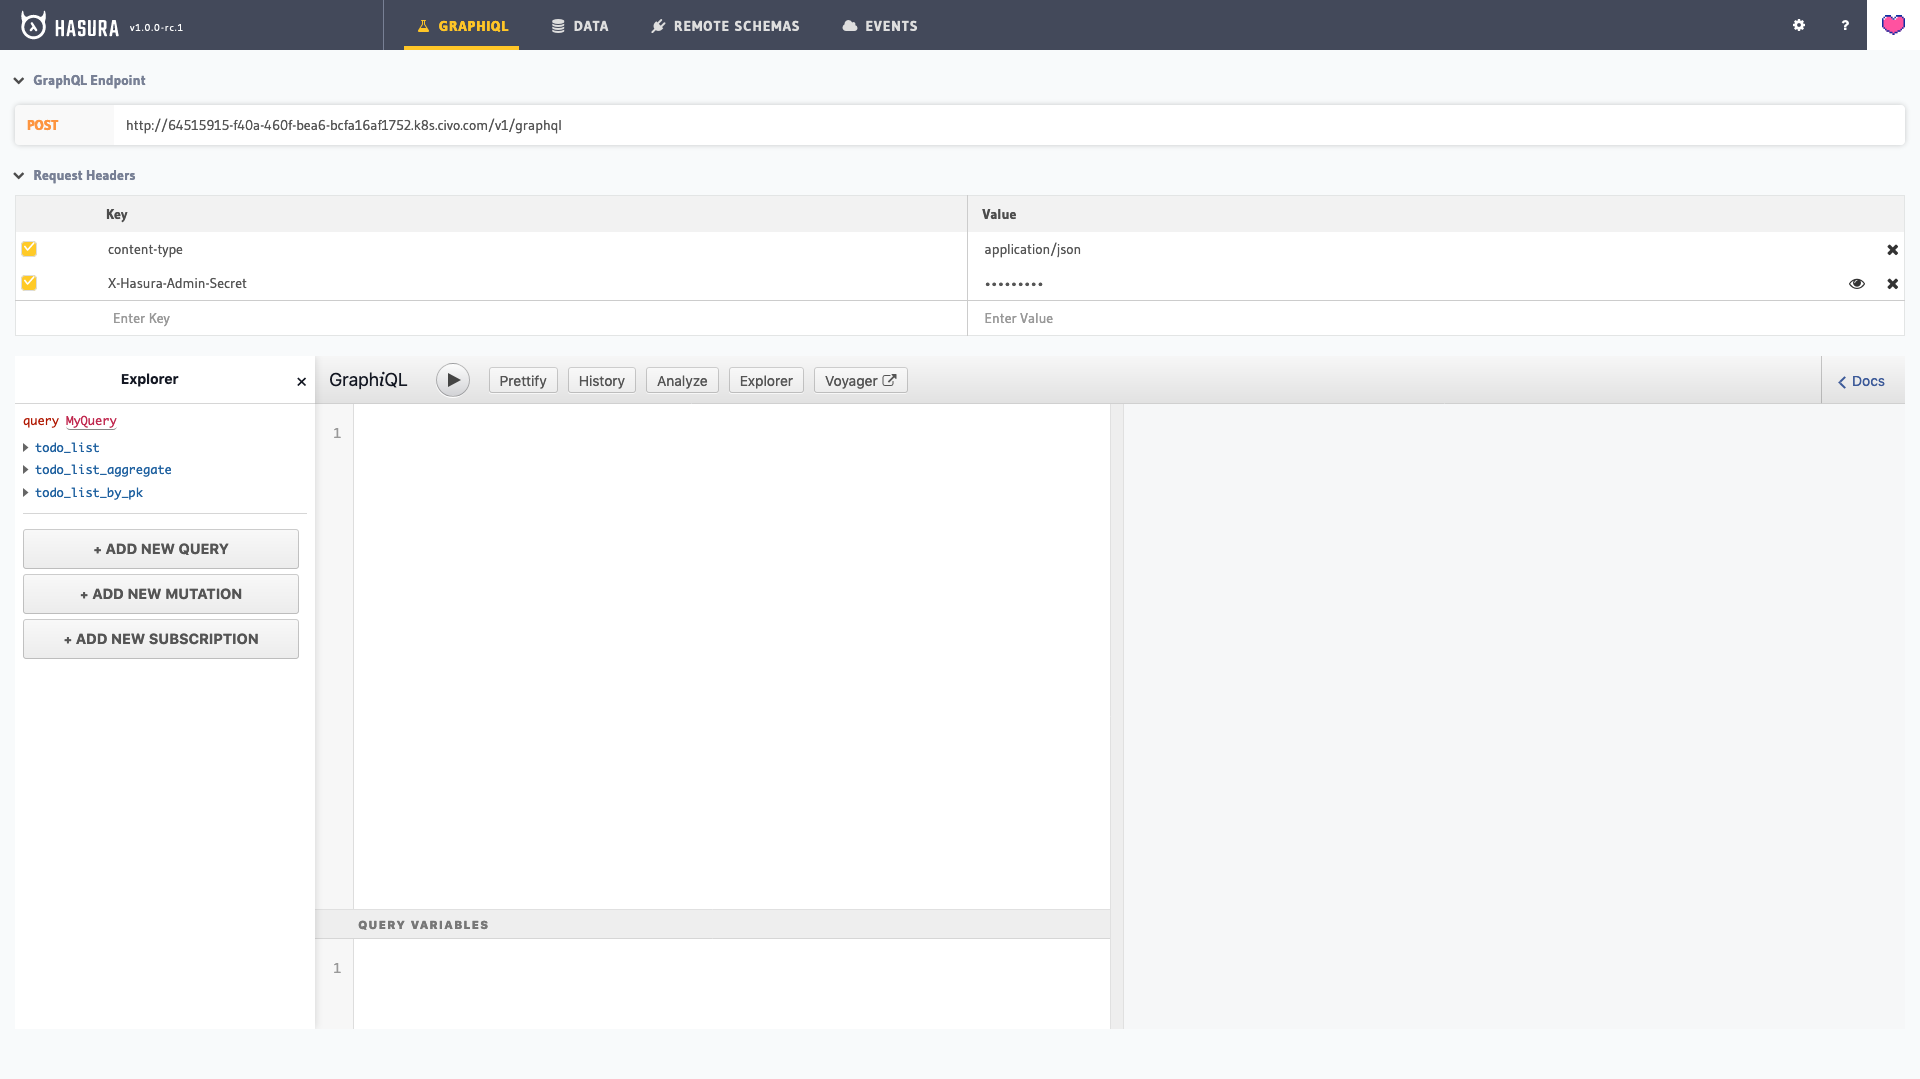 HASURA v1.0.0-rc.1 GRAPHIQL DATA REMOTE SCHEMAS EVENTS ?
GraphQL Endpoint
POST http://64515915-f40a-460f-bea6-bcfa16af1752.k8s.civo.com/v1/graphql
Request Headers
Key Value
content-type application/json
X-Hasura-Admin-Secret •••••••••
Enter Key Enter Value
Explorer × GraphiQL Prettify History Analyze Explorer Voyager Docs
query MyQuery
1
todo_list
todo_list_aggregate
todo_list_by_pk
+ ADD NEW QUERY
+ ADD NEW MUTATION
+ ADD NEW SUBSCRIPTION
QUERY VARIABLES
1